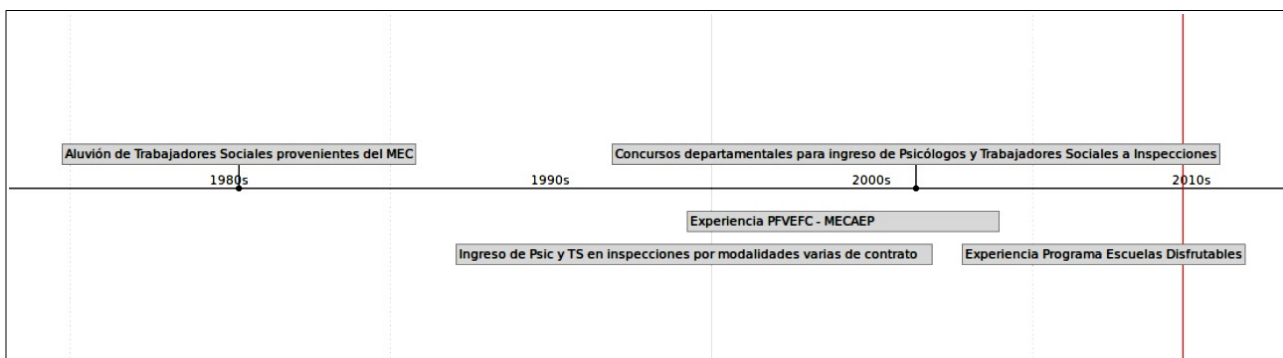 Aluvión de Trabajadores Sociales provenientes del MEC
Concursos departamentales para ingreso de Psicólogos y Trabajadores Sociales a Inspecciones
1980s
1990s
2000s
2010s
Experiencia PFVEFC - MECAEP
Ingreso de Psic y TS en inspecciones por modalidades varias de contrato
Experiencia Programa Escuelas Disfrutables